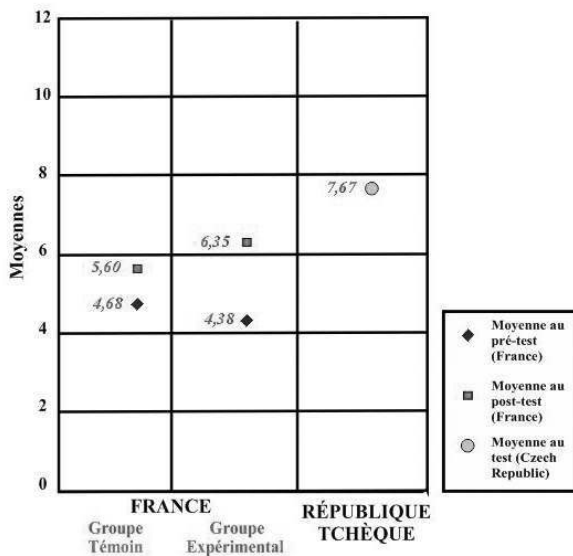 12
10
8
6
4
2
0
Moyennes
5,60
4,68
6,35
4,38
7,67
FRANCE
Groupe
Témoin
Groupe
Expérimental
RÉPUBLIQUE
TCHÈQUE
Moyenne au
pré-test
(France)
Moyenne au
post-test
(France)
Moyenne au
test (Czech
Republic)